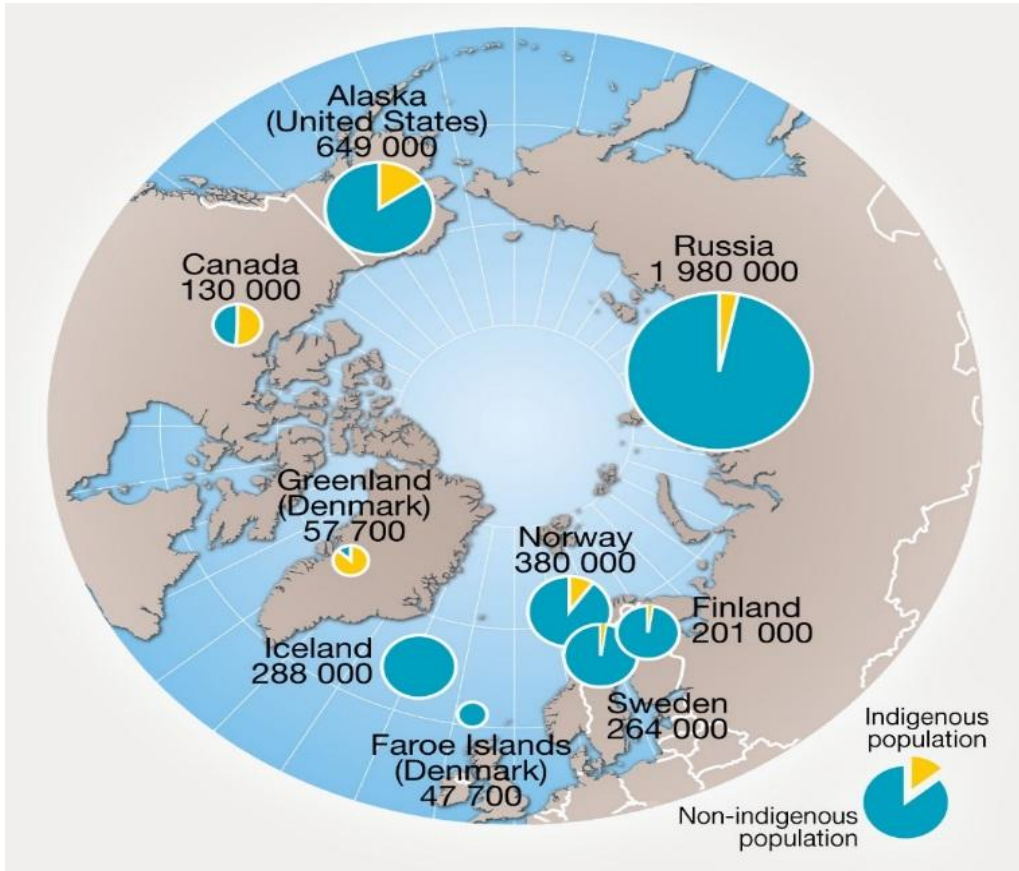 Alaska
(United States)
649 000
Canada
130 000
Russia
1 980 000
Greenland
(Denmark)
57 700
Norway
380 000
Finland
201 000
Iceland
288 000
Sweden
264 000
Faroe Islands
(Denmark)
47 700
Indigenous
population
Non-indigenous
population